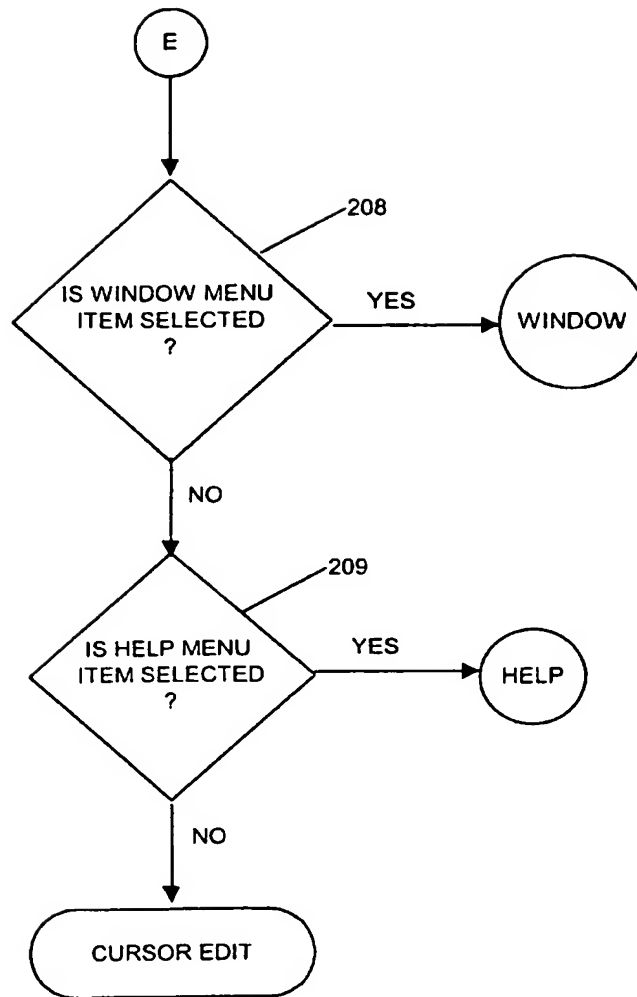 E
208
IS WINDOW MENU
ITEM SELECTED
?
YES
WINDOW
NO
209
IS HELP MENU
ITEM SELECTED
?
YES
HELP
NO
CURSOR EDIT